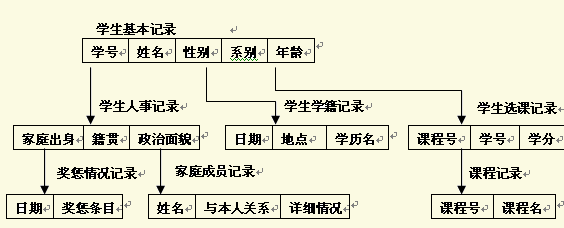 学生基本记录
学号 姓名 性别 系别 年龄
学生人事记录 学生学籍记录 学生选课记录
家庭出身 籍贯 政治面貌 日期 地点 学历名 课程号 学号 学分
奖惩情况记录 家庭成员记录 课程记录
日期 奖惩条目 姓名 与本人关系 详细情况 课程号 课程名